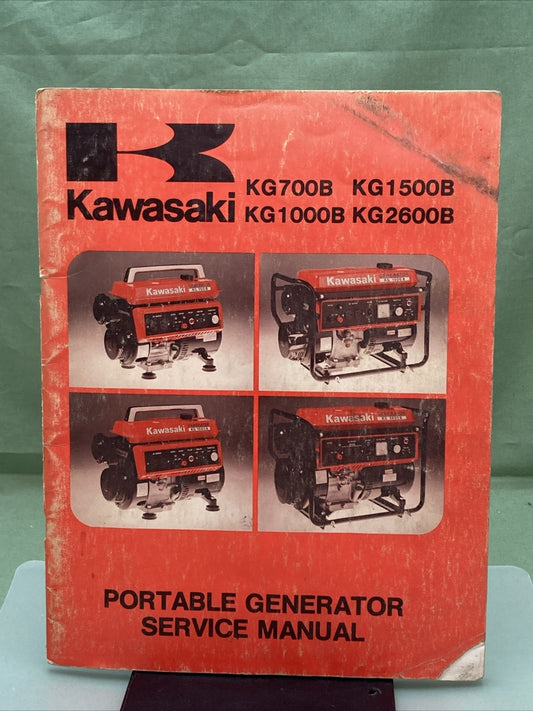 KG700B KG1500B
Kawasaki KG1000B KG2600B
Kawasaki
Kawasaki
Kawasaki
Kawasaki
PORTABLE GENERATOR
SERVICE MANUAL